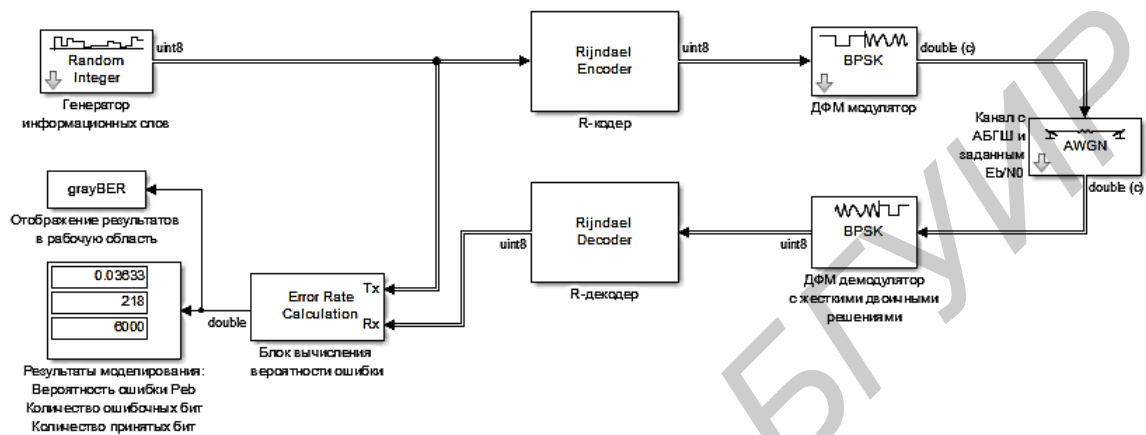 Random
Integer
uint8
Генератор
информационных слов
Rijndael
Encoder
uint8
R-кодер
BPSK
double (c)
ДФМ модулятор
Канал с
АБГШ и
заданным
Eb/N0
AWGN
double (c)
grayBER
Отображение результатов
в рабочую область
Rijndael
Decoder
uint8
R-декодер
BPSK
uint8
ДФМ демодулятор
с жесткими двоичными
решениями
0.03633
218
6000
double
Error Rate
Calculation
Tx
Rx
Блок вычисления
вероятности ошибки
Результаты моделирования:
Вероятность ошибки Peb
Количество ошибочных бит
Количество принятых бит
БГУИР